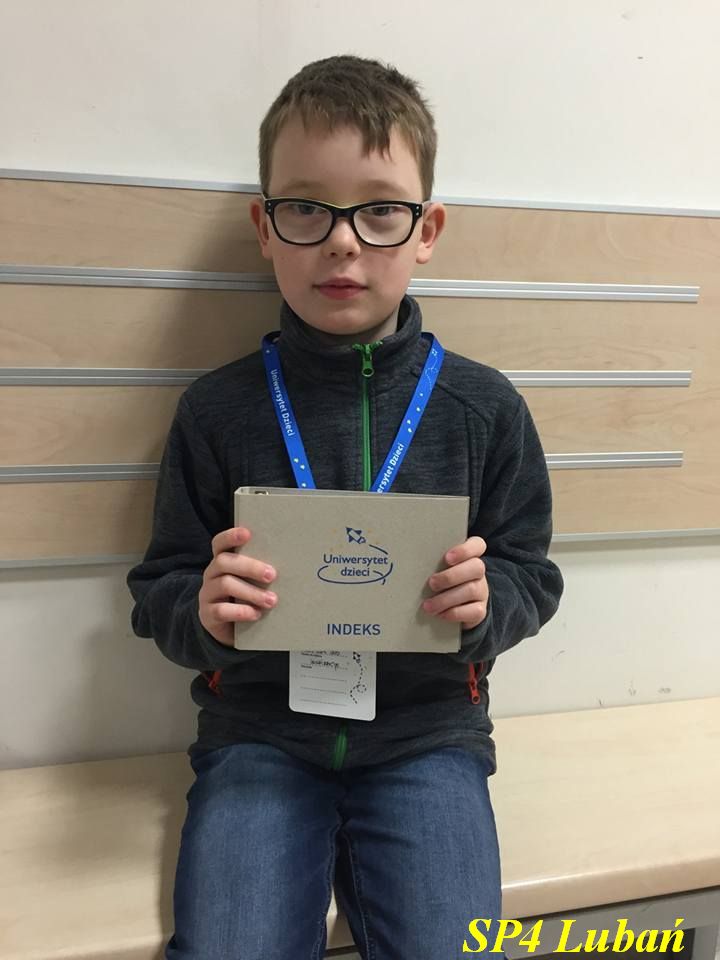 Uniwersytet Dzieci
Uniwersytet
dzieci
INDEKS
SP4 Lubań